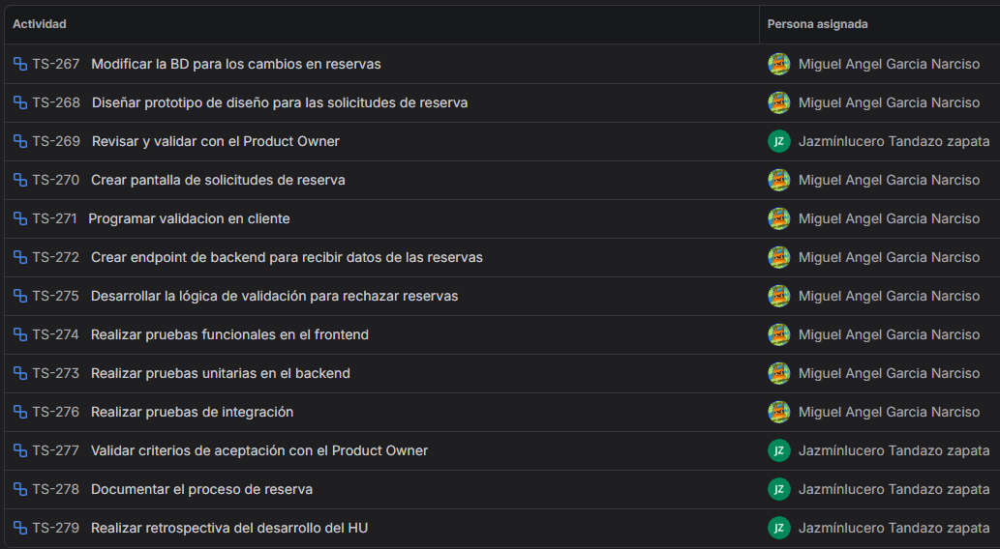 Actividad Persona asignada
TS-267 Modificar la BD para los cambios en reservas Miguel Angel Garcia Narciso
TS-268 Diseñar prototipo de diseño para las solicitudes de reserva Miguel Angel Garcia Narciso
TS-269 Revisar y validar con el Product Owner JZ Jazmínlucero Tandazo zapata
TS-270 Crear pantalla de solicitudes de reserva Miguel Angel Garcia Narciso
TS-271 Programar validacion en cliente Miguel Angel Garcia Narciso
TS-272 Crear endpoint de backend para recibir datos de las reservas Miguel Angel Garcia Narciso
TS-275 Desarrollar la lógica de validación para rechazar reservas Miguel Angel Garcia Narciso
TS-274 Realizar pruebas funcionales en el frontend Miguel Angel Garcia Narciso
TS-273 Realizar pruebas unitarias en el backend Miguel Angel Garcia Narciso
TS-276 Realizar pruebas de integración Miguel Angel Garcia Narciso
TS-277 Validar criterios de aceptación con el Product Owner JZ Jazmínlucero Tandazo zapata
TS-278 Documentar el proceso de reserva JZ Jazmínlucero Tandazo zapata
TS-279 Realizar retrospectiva del desarrollo del HU JZ Jazmínlucero Tandazo zapata